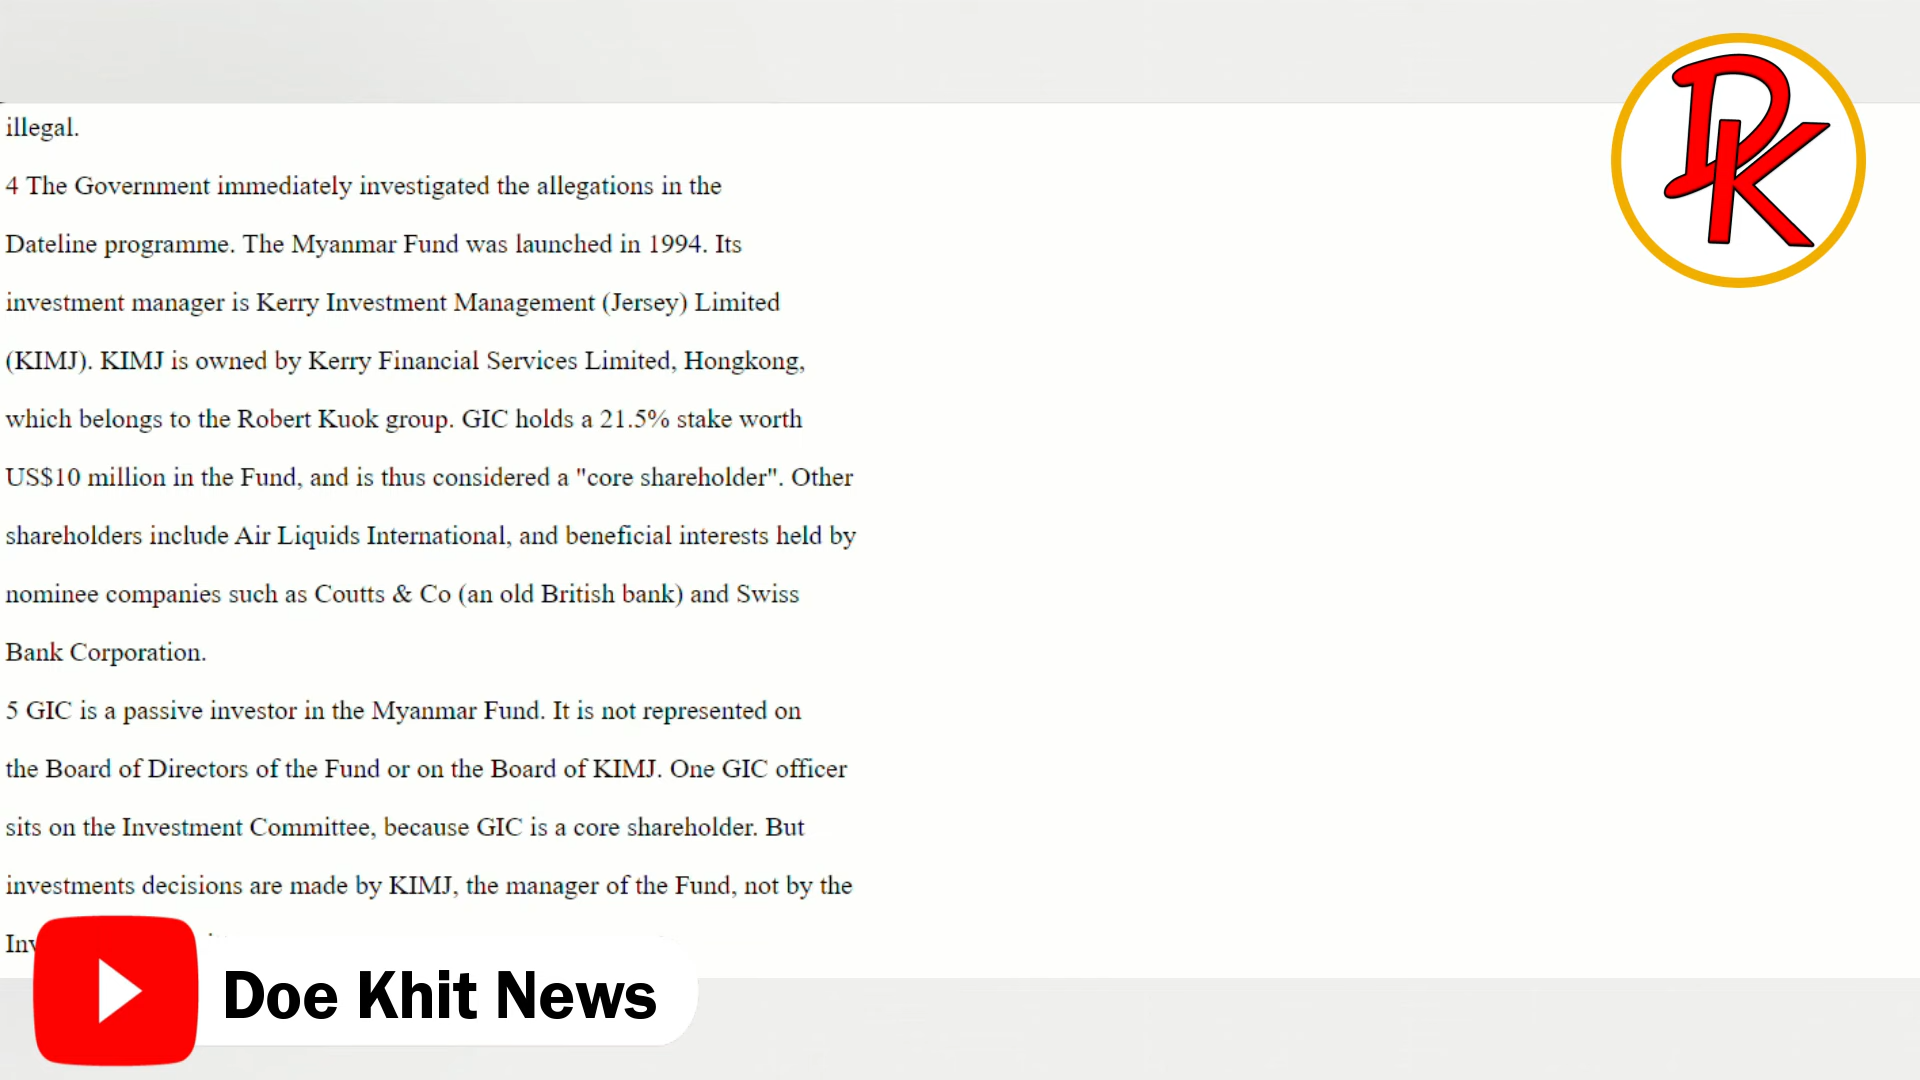 illegal.
4 The Government immediately investigated the allegations in the
Dateline programme. The Myanmar Fund was launched in 1994. Its
investment manager is Kerry Investment Management (Jersey) Limited
(KIMJ). KIMJ is owned by Kerry Financial Services Limited, Hongkong,
which belongs to the Robert Kuok group. GIC holds a 21.5% stake worth
US$10 million in the Fund, and is thus considered a "core shareholder". Other
shareholders include Air Liquids International, and beneficial interests held by
nominee companies such as Coutts & Co (an old British bank) and Swiss
Bank Corporation.
5 GIC is a passive investor in the Myanmar Fund. It is not represented on
the Board of Directors of the Fund or on the Board of KIMJ. One GIC officer
sits on the Investment Committee, because GIC is a core shareholder. But
investments decisions are made by KIMJ, the manager of the Fund, not by the
DK
Doe Khit News